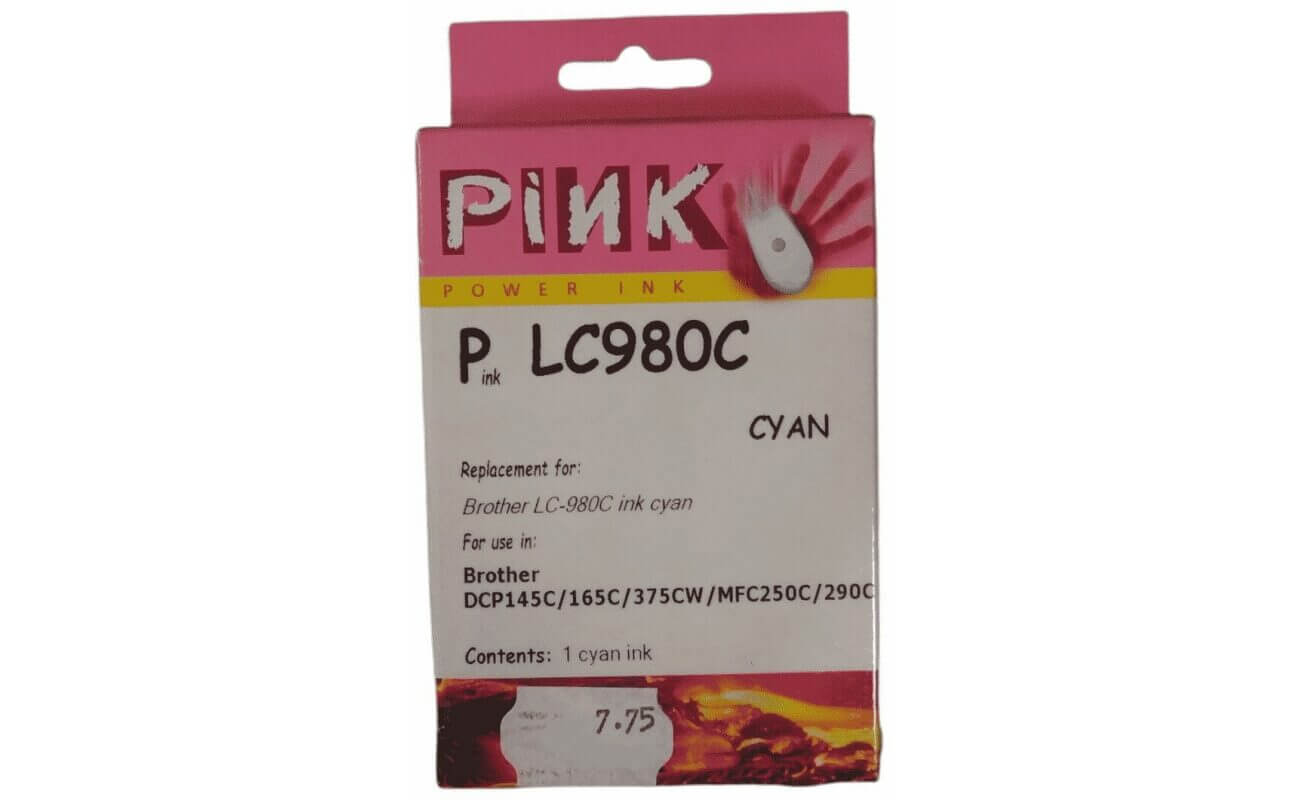 PiNK
POWER INK
Pink LC980C
CYAN
Replacement for:
Brother LC-980C ink cyan
For use in:
Brother
DCP145C/165C/375CW/MFC250C/290C
Contents: 1 cyan ink
7.75